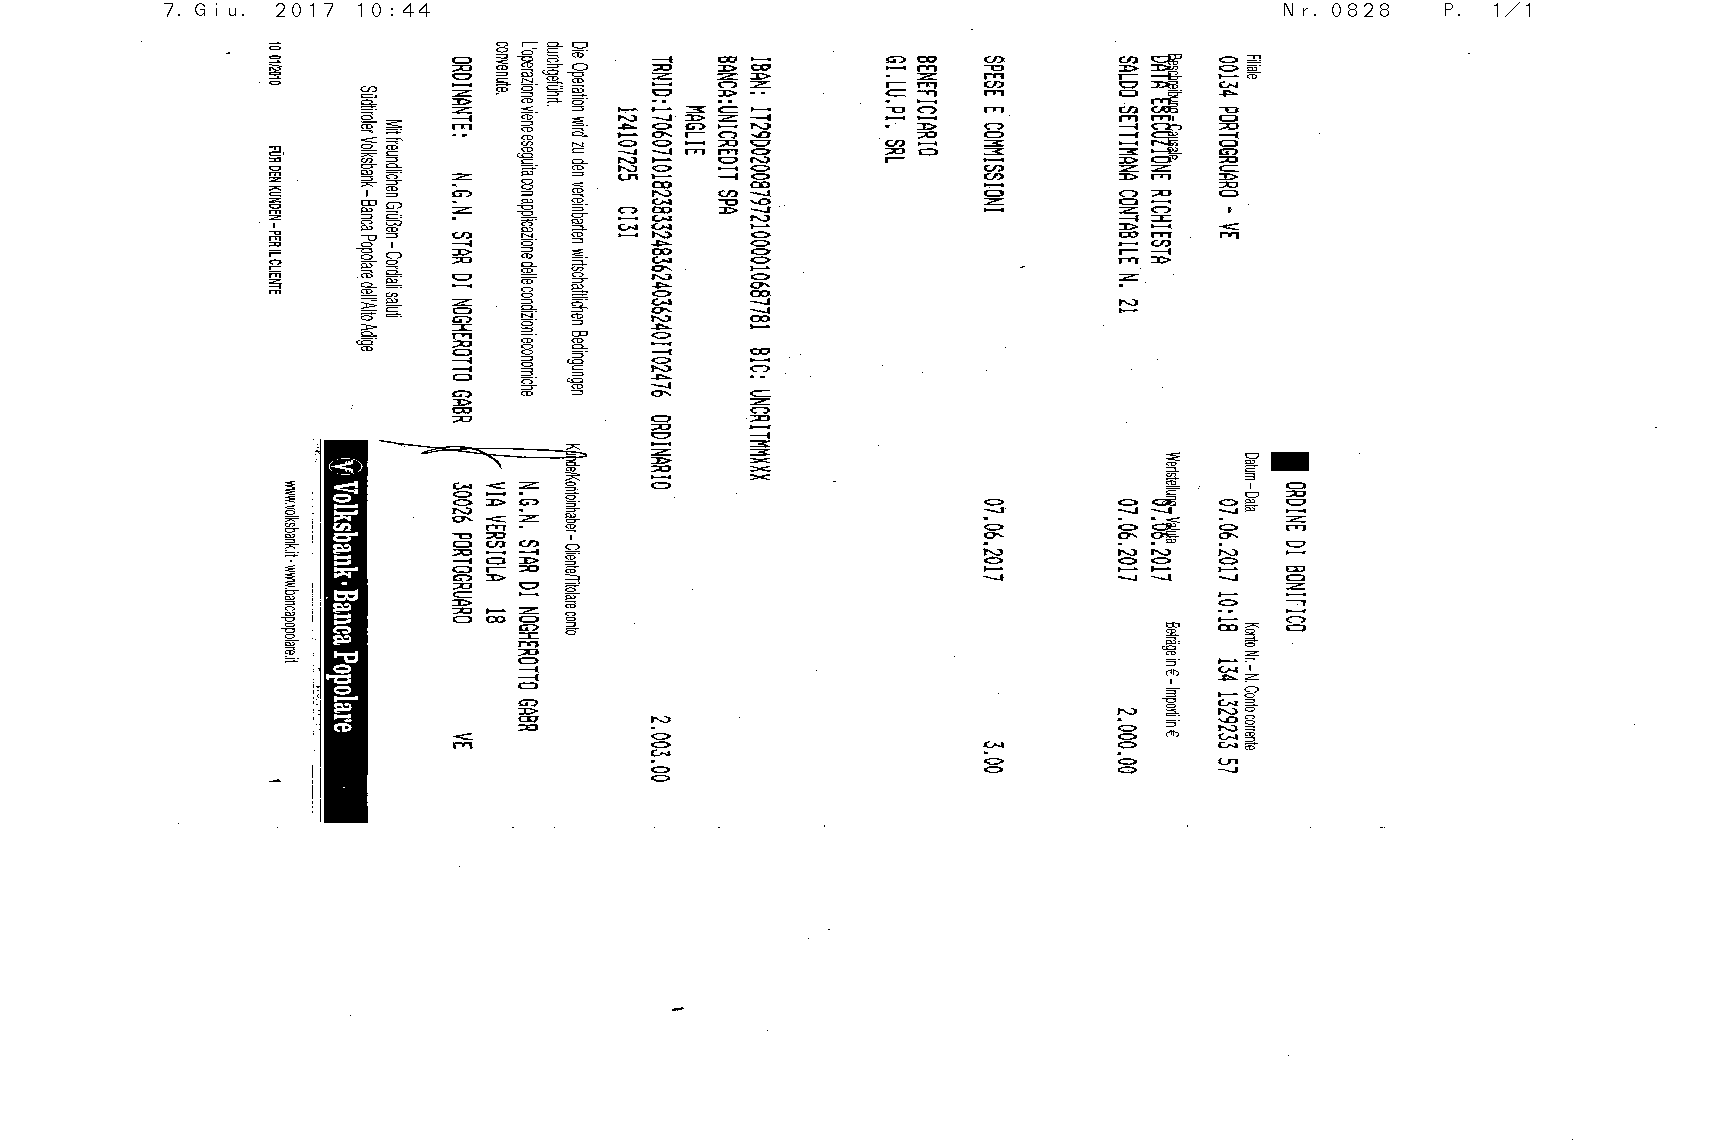 7. Giu. 2017 10:44 Nr. 0828 P. 1/1
ORDINE DI BONIFICO
Filiale Datum – Data Konto Nr. – N. Conto corrente
00134 PORTOGRUARO - VE 07.06.2017 10:18 134 1329233 57
Beschreibung – Causale Wertstellung – Valuta Beträge in € – Importi in €
DATA ESECUZIONE RICHIESTA 07.06.2017
SALDO SETTIMANA CONTABILE N. 21 07.06.2017 2.000.00
SPESE E COMMISSIONI 07.06.2017 3.00
BENEFICIARIO
GI.LU.PI. SRL
IBAN: IT29D0200879721000010687781 BIC: UNCRITMMXXX
BANCA:UNICREDIT SPA
MAGLIE
TRNID:1706071018238332483624036240IT02476 ORDINARIO 2.003.00
124107225 CI3I
Die Operation wird zu den vereinbarten wirtschaftlichen Bedingungen
durchgeführt.
L'operazione viene eseguita con applicazione delle condizioni economiche
convenute.
Kunde/Kontoinhaber – Cliente/Titolare conto
N.G.N. STAR DI NOGHEROTTO GABR
VIA VERSIOLA 18
30026 PORTOGRUARO VE
ORDINANTE: N.G.N. STAR DI NOGHEROTTO GABR
Mit freundlichen Grüßen – Cordiali saluti
Südtiroler Volksbank – Banca Popolare dell'Alto Adige
Volksbank · Banca Popolare
www.volksbank.it - www.bancapopolare.it
10 01/2910 FÜR DEN KUNDEN – PER IL CLIENTE 1